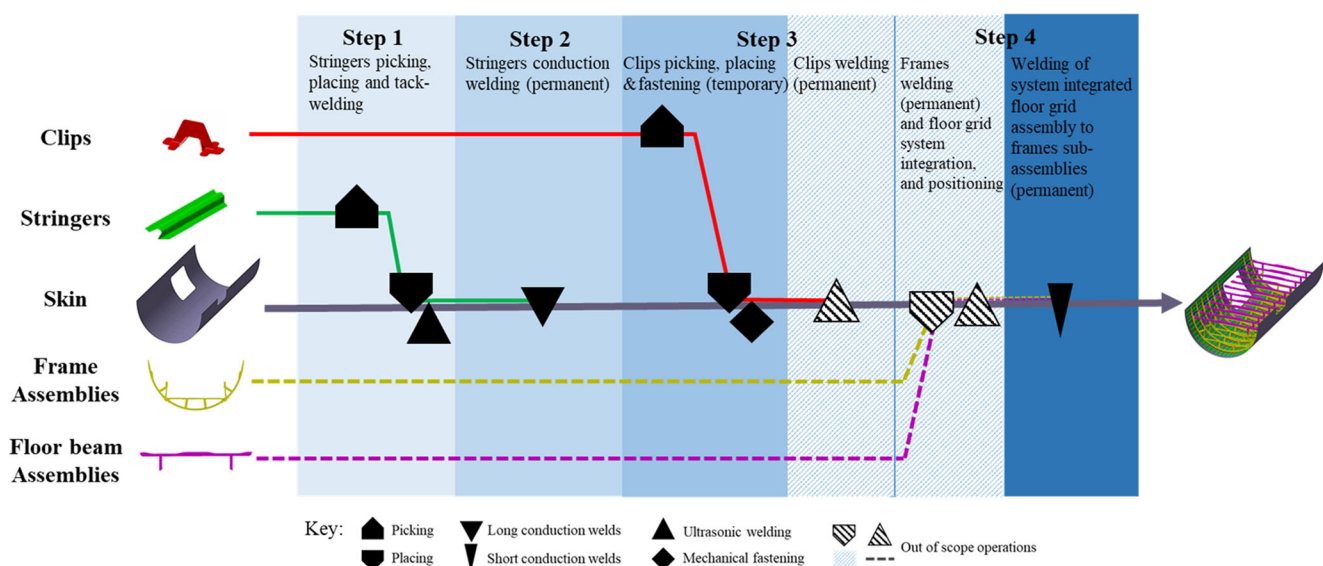 Step 1
Stringers picking,
placing and tack-
welding
Step 2
Stringers conduction
welding (permanent)
Step 3
Clips picking, placing
& fastening (temporary)
Clips welding
(permanent)
Step 4
Frames
welding
(permanent)
and floor grid
system
integration,
and positioning
Welding of
system integrated
floor grid
assembly to
frames sub-
assemblies
(permanent)
Clips
Stringers
Skin
Frame
Assemblies
Floor beam
Assemblies
Key:
Picking
Long conduction welds
Ultrasonic welding
Out of scope operations
Placing
Short conduction welds
Mechanical fastening